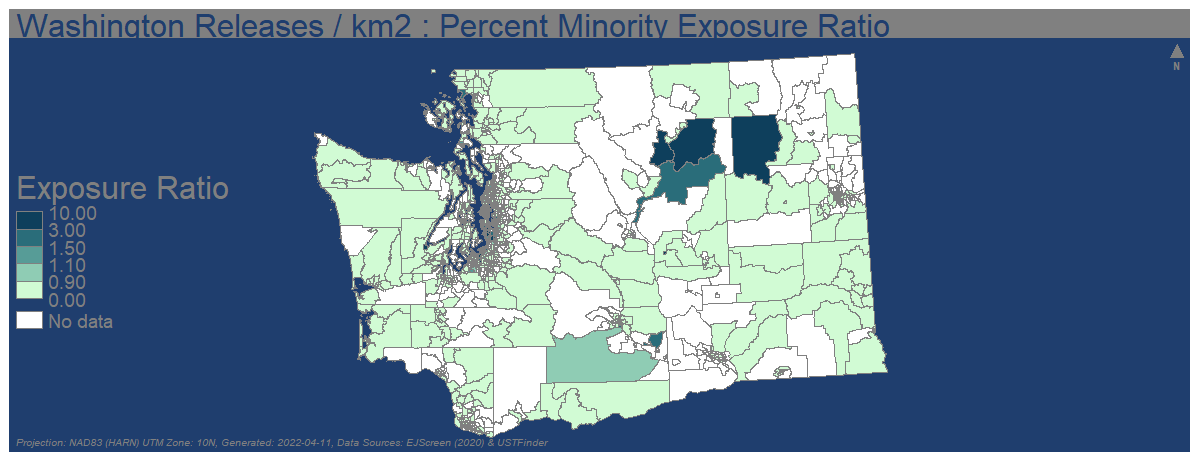 Washington Releases / km2 : Percent Minority Exposure Ratio
N
Exposure Ratio
10.00
3.00
1.50
1.10
0.90
0.00
No data
Projection: NAD83 (HARN) UTM Zone: 10N, Generated: 2022-04-11, Data Sources: EJScreen (2020) & USTFinder